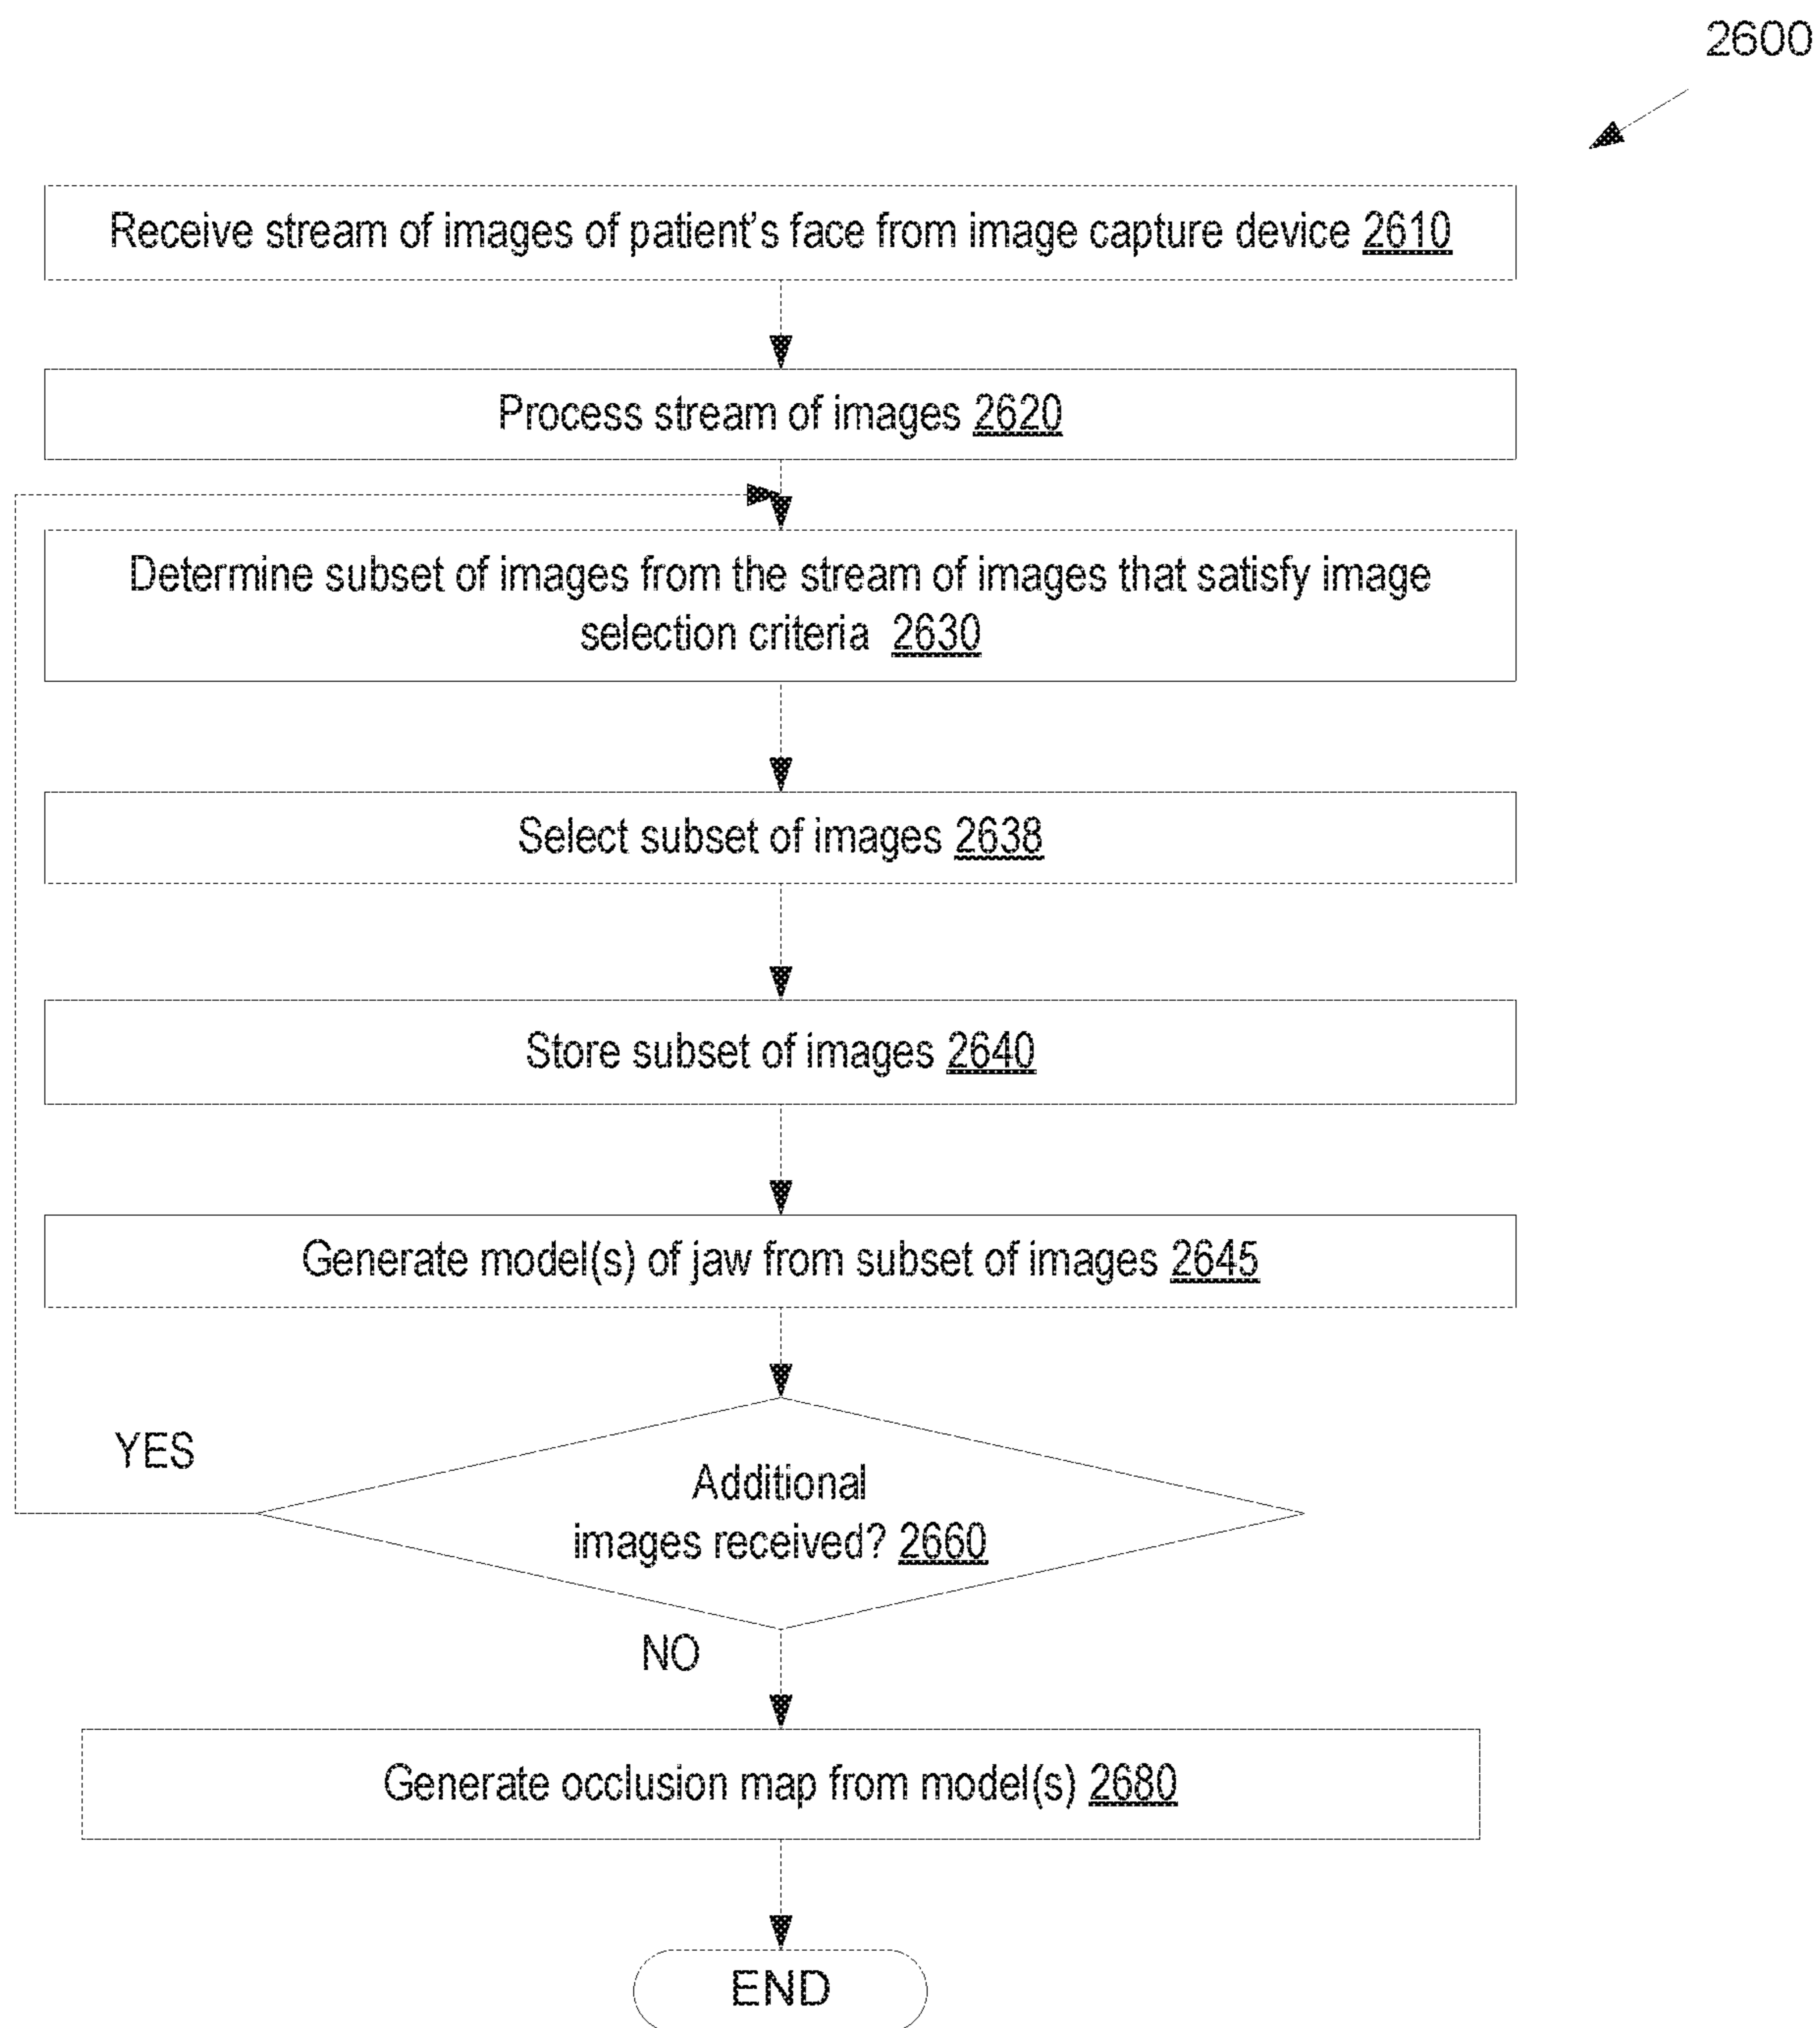 2600
Receive stream of images of patient's face from image capture device 2610
Process stream of images 2620
Determine subset of images from the stream of images that satisfy image
selection criteria 2630
Select subset of images 2638
Store subset of images 2640
Generate model(s) of jaw from subset of images 2645
YES
Additional
images received? 2660
NO
Generate occlusion map from model(s) 2680
END